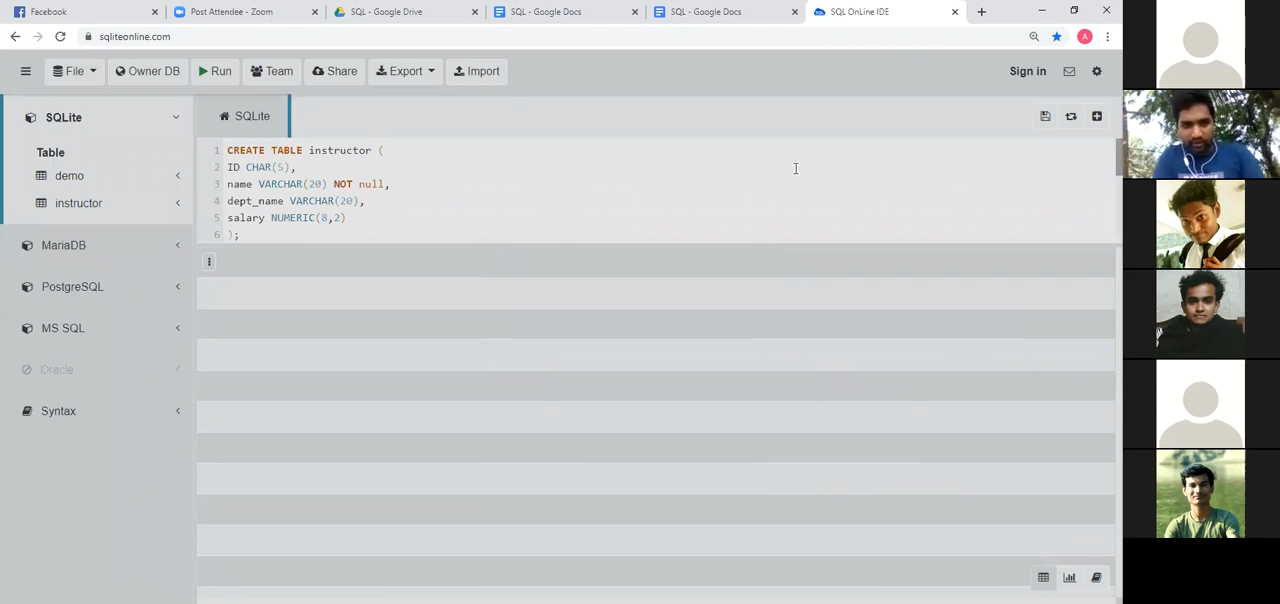 Facebook
Post Attendee - Zoom
SQL - Google Drive
SQL - Google Docs
SQL - Google Docs
SQL OnLine IDE
sqliteonline.com
A
File
Owner DB
Run
Team
Share
Export
Import
Sign in
SQLite
Table
demo
instructor
MariaDB
PostgreSQL
MS SQL
Oracle
Syntax
SQLite
1 CREATE TABLE instructor (
2 ID CHAR(5),
3 name VARCHAR(20) NOT null,
4 dept_name VARCHAR(20),
5 salary NUMERIC(8,2)
6 );